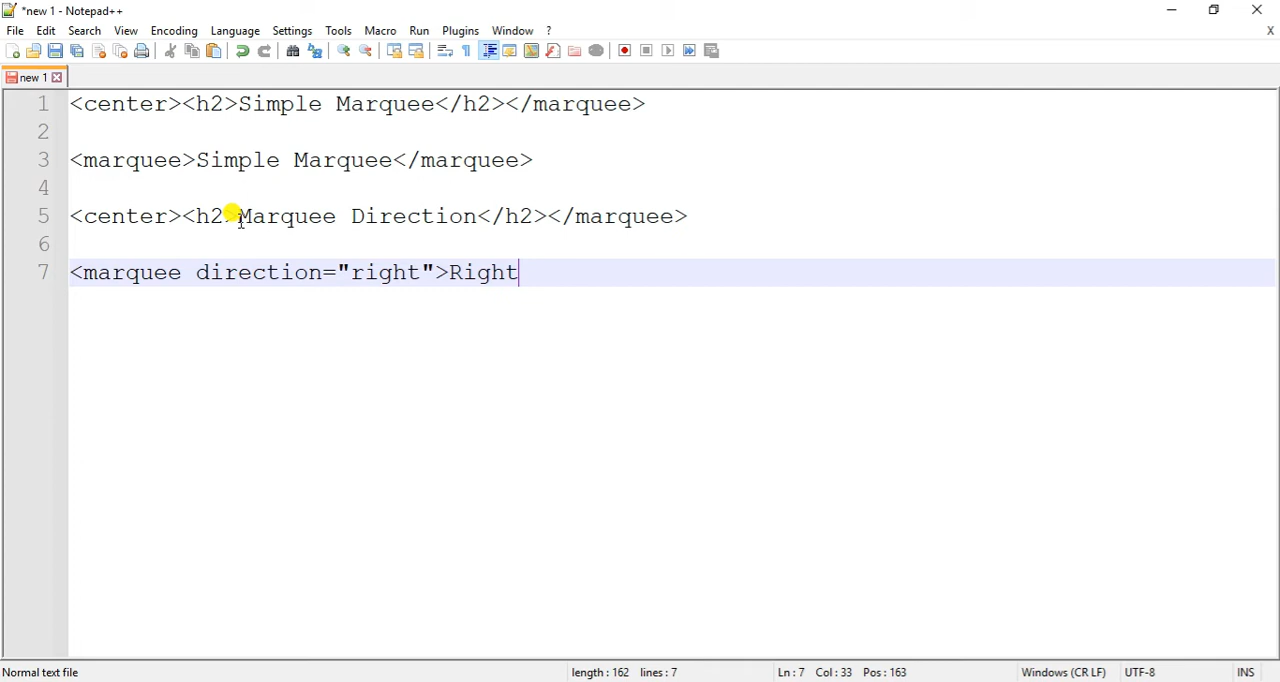 *new 1 - Notepad++
File Edit Search View Encoding Language Settings Tools Macro Run Plugins Window ? X
new 1
1 <center><h2>Simple Marquee</h2></marquee>
2
3 <marquee>Simple Marquee</marquee>
4
5 <center><h2>Marquee Direction</h2></marquee>
6
7 <marquee direction="right">Right
Normal text file length : 162 lines : 7 Ln : 7 Col : 33 Pos : 163 Windows (CR LF) UTF-8 INS